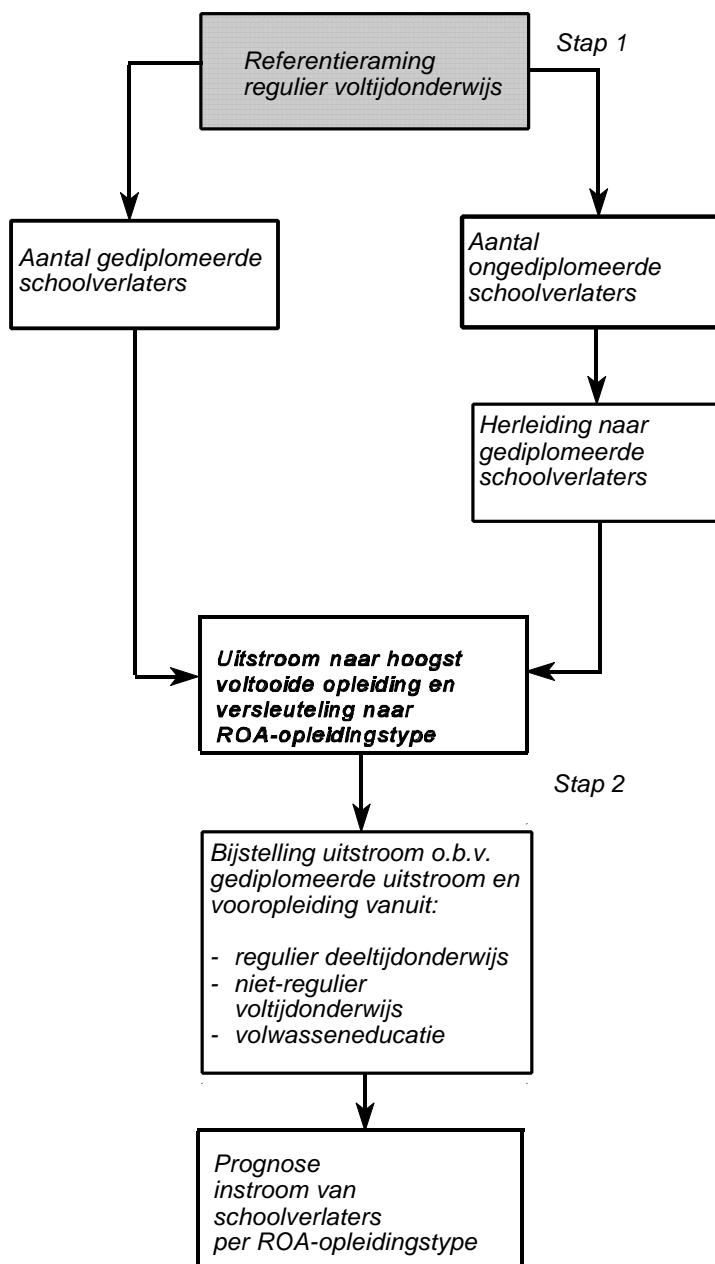 Referentieraming
regulier voltijdonderwijs
Stap 1
Aantal gediplomeerde
schoolverlaters
Aantal
ongediplomeerde
schoolverlaters
Herleiding naar
gediplomeerde
schoolverlaters
Uitstroom naar hoogst
voltooide opleiding en
versleuteling naar
ROA-opleidingstype
Stap 2
Bijstelling uitstroom o.b.v.
gediplomeerde uitstroom en
vooropleiding vanuit:
- regulier deeltijdonderwijs
- niet-regulier
voltijdonderwijs
- volwasseneducatie
Prognose
instroom van
schoolverlaters
per ROA-opleidingstype